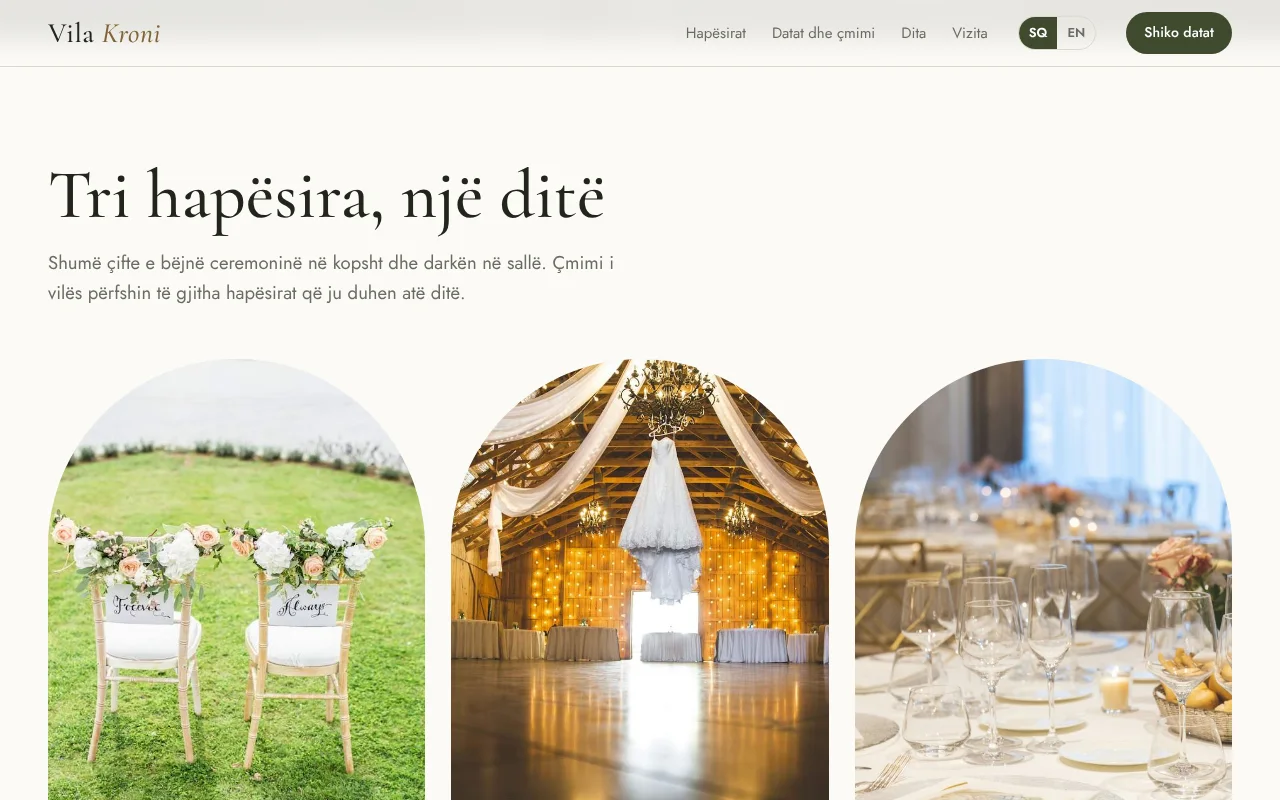 Vila Kroni
Hapësirat
Datat dhe çmimi
Dita
Vizita
SQ
EN
Shiko datat
Tri hapësira, një ditë
Shumë çifte e bëjnë ceremoninë në kopsht dhe darkën në sallë. Çmimi i
vilës përfshin të gjitha hapësirat që ju duhen atë ditë.
Forever
Always